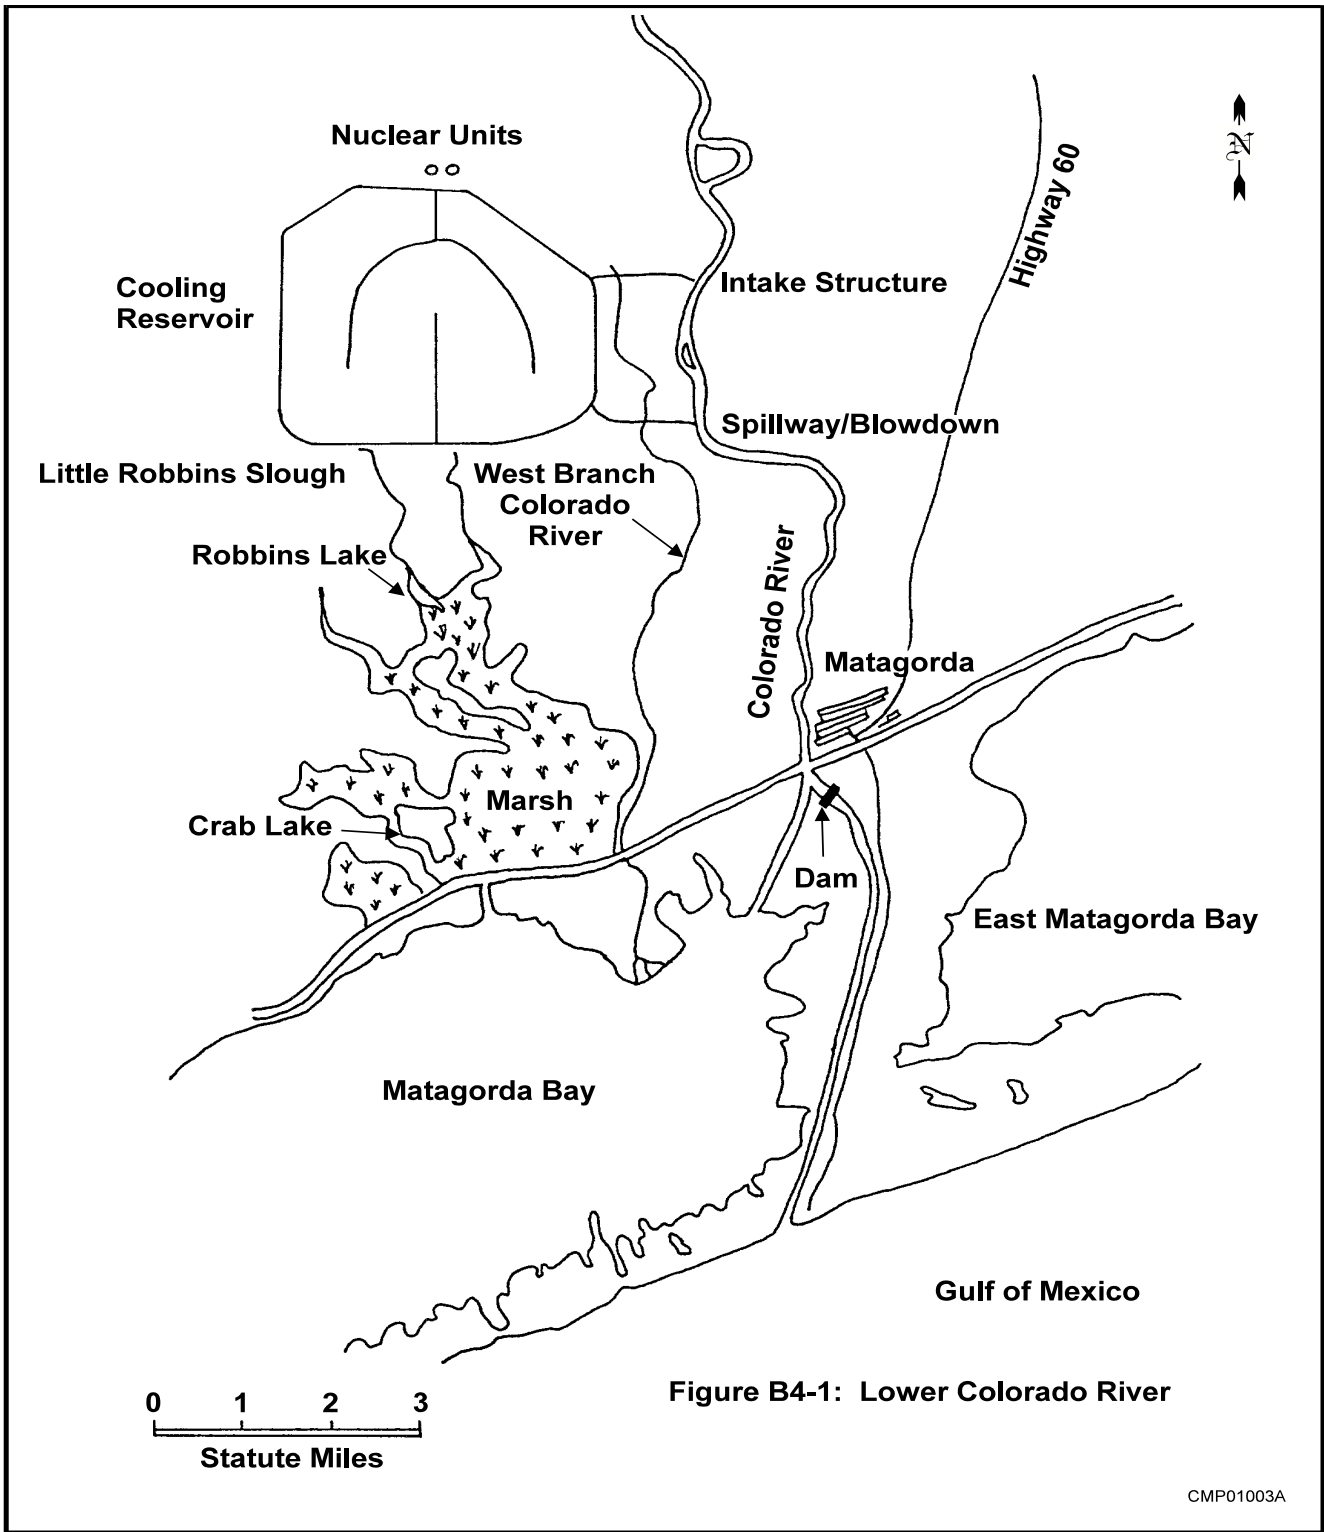 Nuclear Units
N
Highway 60
Cooling
Reservoir
Intake Structure
Spillway/Blowdown
Little Robbins Slough
West Branch
Colorado
River
Robbins Lake
Colorado River
Matagorda
Marsh
Crab Lake
Dam
East Matagorda Bay
Matagorda Bay
Gulf of Mexico
Figure B4-1: Lower Colorado River
0 1 2 3
Statute Miles
CMP01003A